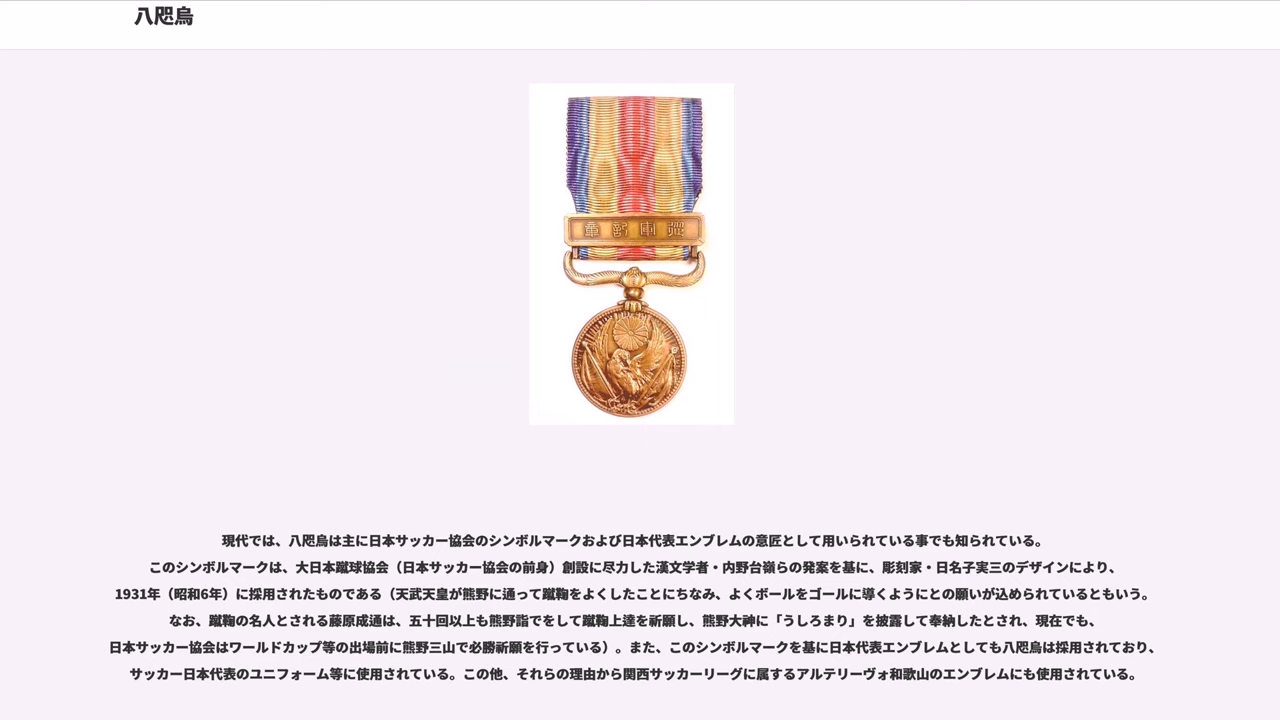 八咫烏
章記軍従
現代では、八咫烏は主に日本サッカー協会のシンボルマークおよび日本代表エンブレムの意匠として用いられている事でも知られている。
このシンボルマークは、大日本蹴球協会（日本サッカー協会の前身）創設に尽力した漢文学者・内野台嶺らの発案を基に、彫刻家・日名子実三のデザインにより、
1931年（昭和6年）に採用されたものである（天武天皇が熊野に通って蹴鞠をよくしたことにちなみ、よくボールをゴールに導くようにとの願いが込められているともいう。
なお、蹴鞠の名人とされる藤原成通は、五十回以上も熊野詣でをして蹴鞠上達を祈願し、熊野大神に「うしろまり」を披露して奉納したとされ、現在でも、
日本サッカー協会はワールドカップ等の出場前に熊野三山で必勝祈願を行っている）。また、このシンボルマークを基に日本代表エンブレムとしても八咫烏は採用されており、
サッカー日本代表のユニフォーム等に使用されている。この他、それらの理由から関西サッカーリーグに属するアルテリーヴォ和歌山のエンブレムにも使用されている。